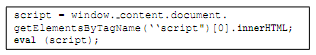 script = window._content.document.
getElementsByTagName(``script")[0].innerHTML;
eval (script);